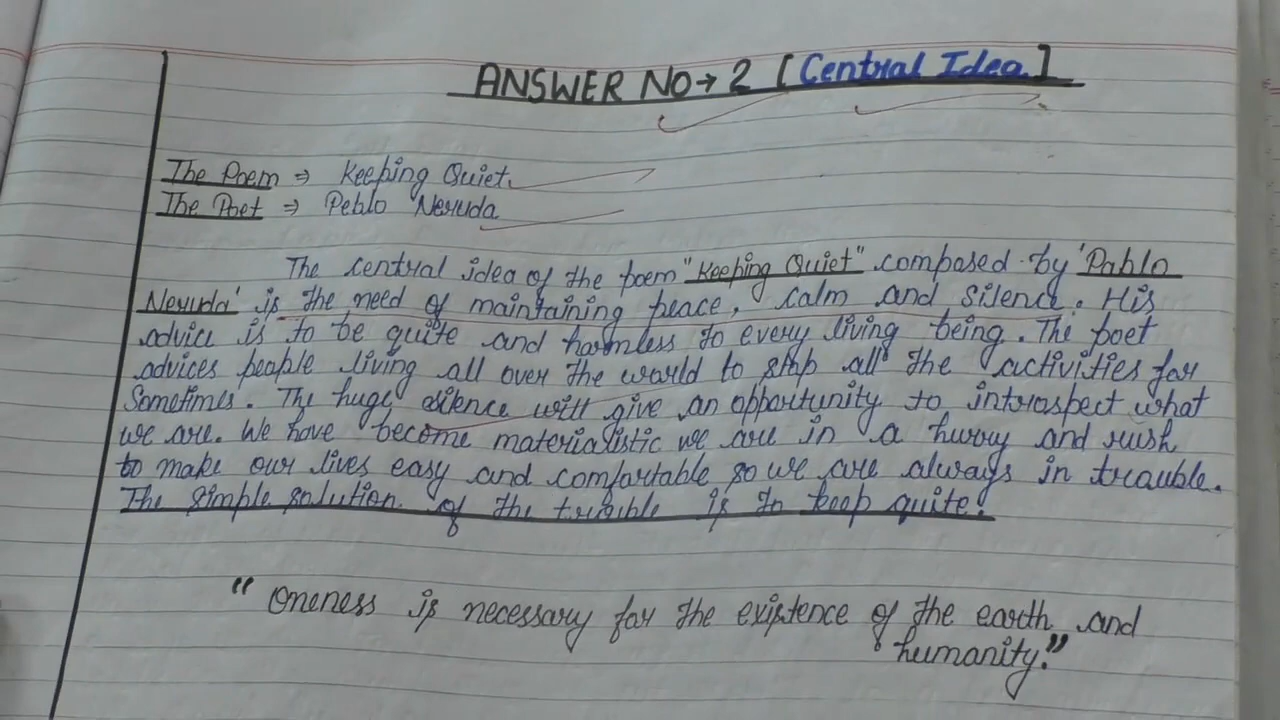 ANSWER NO → 2 [Central Idea]
The Poem ⇒ Keeping Quiet.
The Poet ⇒ Peblo Neruda
The central idea of the poem "Keeping Quiet" composed by 'Pablo
Neruda' is the need of maintaining peace, calm and silence. His
advice is to be quite and harmless to every living being. The poet
advices people living all over the world to stop all the activities for
Sometimes. The huge silence will give an opportunity to introspect what
we are. We have become materialistic we are in a hurry and rush
to make our lives easy and comfortable so we are always in trouble.
The simple solution of the trouble is to keep quite!
"Oneness is necessary for the existence of the earth and
humanity."